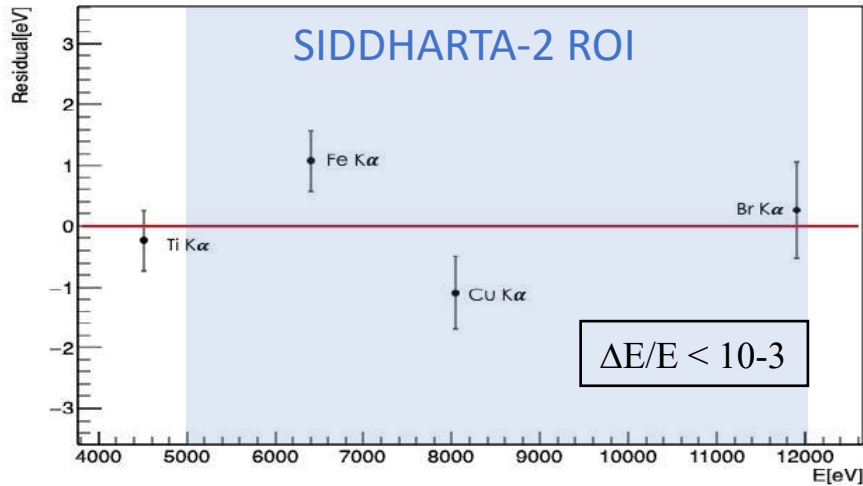 Residual[eV]
SIDDHARTA-2 ROI
3
2
1
0
−1
−2
−3
Fe Kα
Br Kα
Ti Kα
Cu Kα
ΔE/E < 10-3
4000 5000 6000 7000 8000 9000 10000 11000 12000
E[eV]